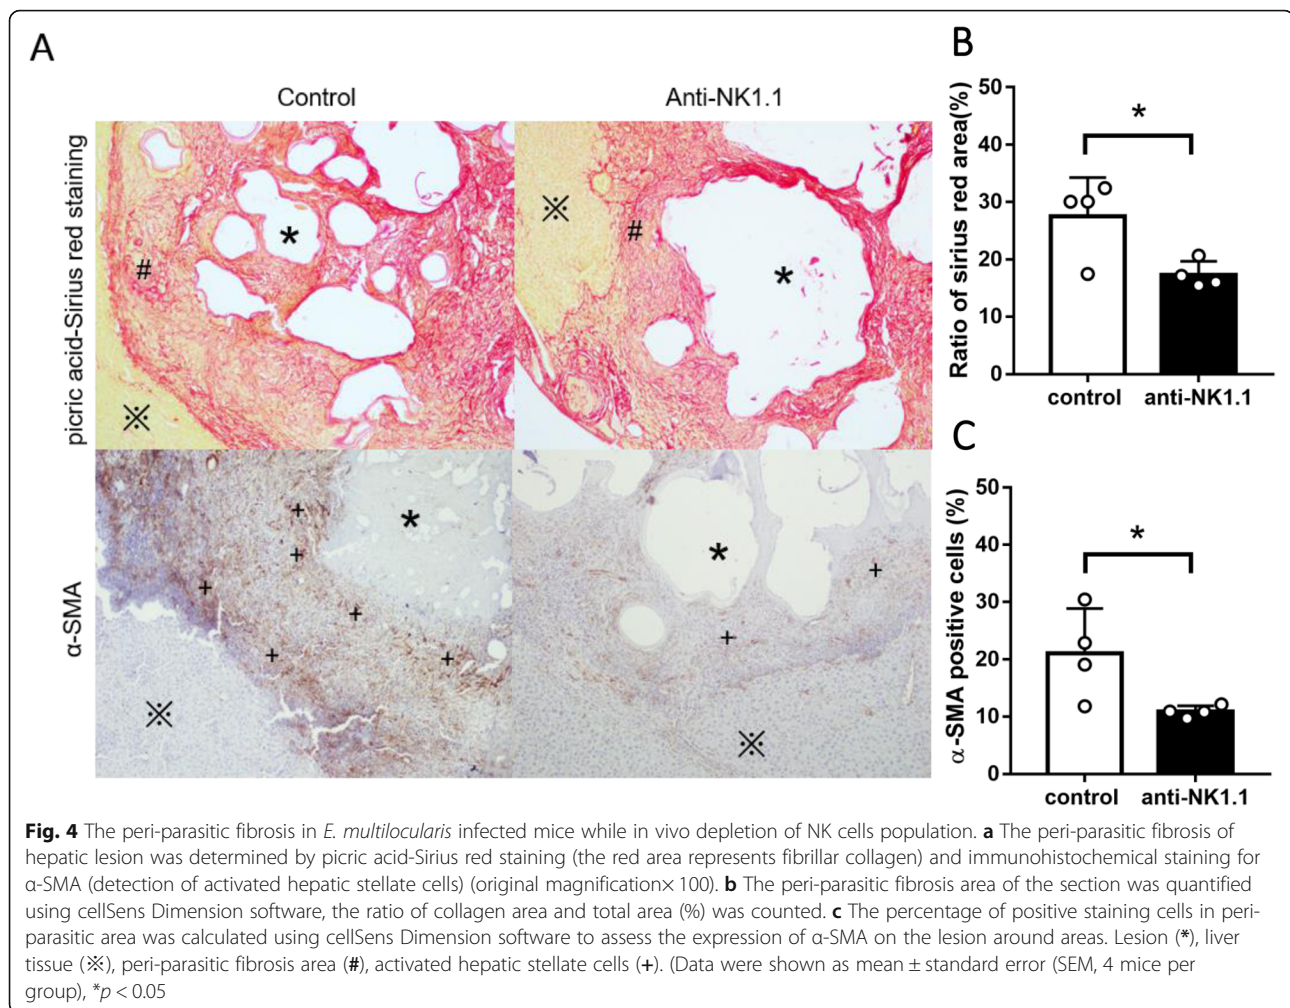 A
Control
Anti-NK1.1
picric acid-Sirius red staining
※
#
*
※
※
#
*
α-SMA
+
+
+
+
+
+
*
※
*
+
+
※
B
Ratio of sirius red area(%)
50
40
30
20
10
0
*
control
anti-NK1.1
C
α-SMA positive cells (%)
50
40
30
20
10
0
*
control
anti-NK1.1
Fig. 4 The peri-parasitic fibrosis in E. multilocularis infected mice while in vivo depletion of NK cells population. a The peri-parasitic fibrosis of
hepatic lesion was determined by picric acid-Sirius red staining (the red area represents fibrillar collagen) and immunohistochemical staining for
α-SMA (detection of activated hepatic stellate cells) (original magnification× 100). b The peri-parasitic fibrosis area of the section was quantified
using cellSens Dimension software, the ratio of collagen area and total area (%) was counted. c The percentage of positive staining cells in peri-
parasitic area was calculated using cellSens Dimension software to assess the expression of α-SMA on the lesion around areas. Lesion (*), liver
tissue (※), peri-parasitic fibrosis area (#), activated hepatic stellate cells (+). (Data were shown as mean ± standard error (SEM, 4 mice per
group), *p < 0.05